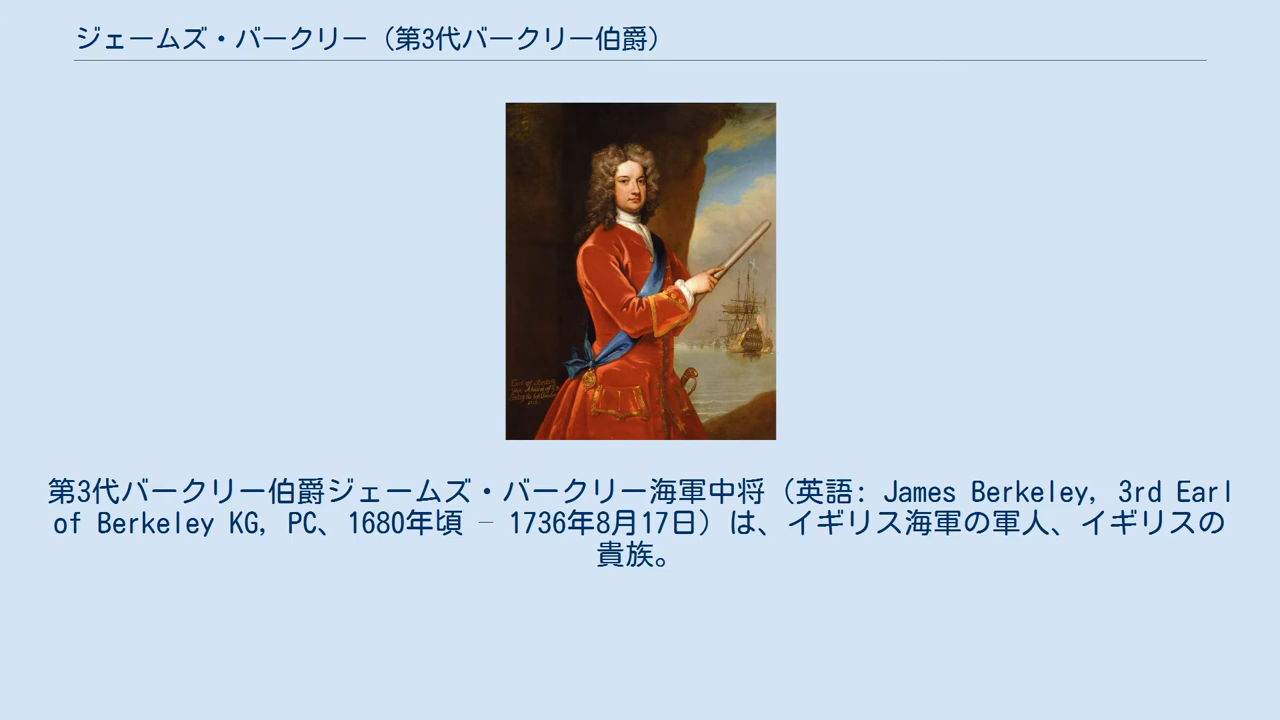 ジェームズ・バークリー（第3代バークリー伯爵）
Earl of
第3代バークリー伯爵ジェームズ・バークリー海軍中将（英語: James Berkeley, 3rd Earl
of Berkeley KG, PC、1680年頃 – 1736年8月17日）は、イギリス海軍の軍人、イギリスの
貴族。